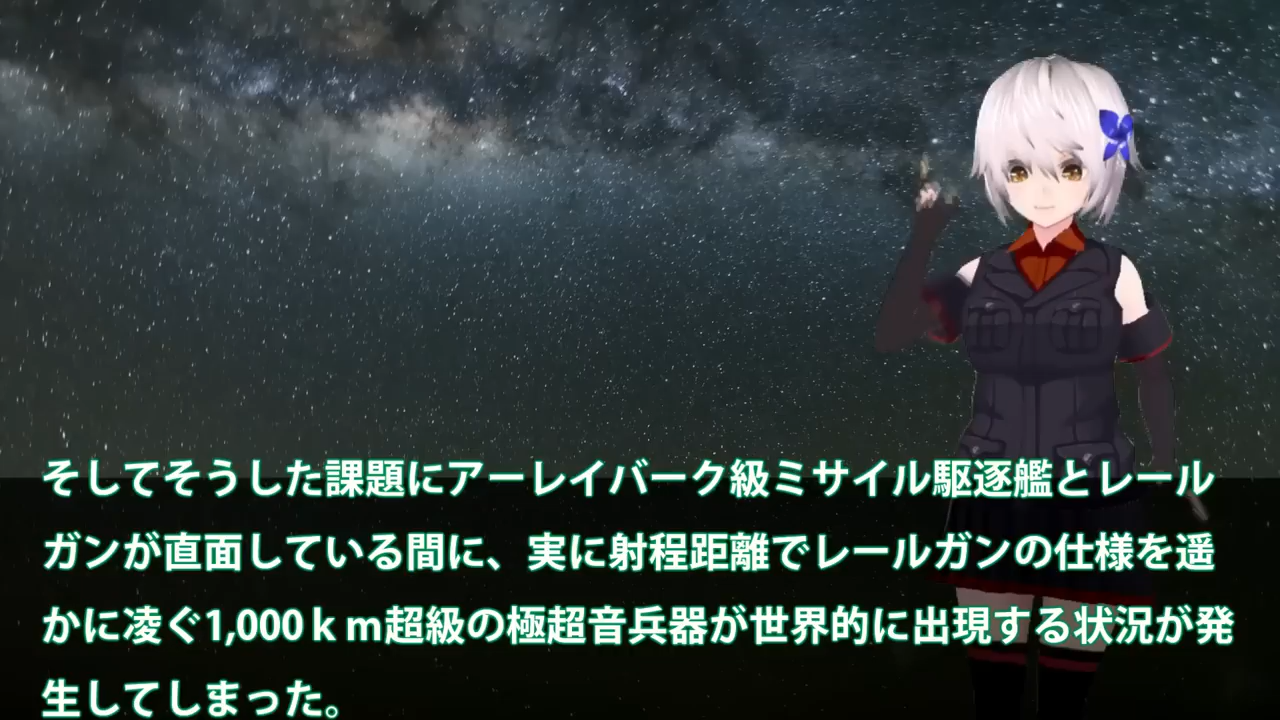 そしてそうした課題にアーレイバーク級ミサイル駆逐艦とレール
ガンが直面している間に、実に射程距離でレールガンの仕様を遥
かに凌ぐ1,000ｋｍ超級の極超音兵器が世界的に出現する状況が発
生してしまった。